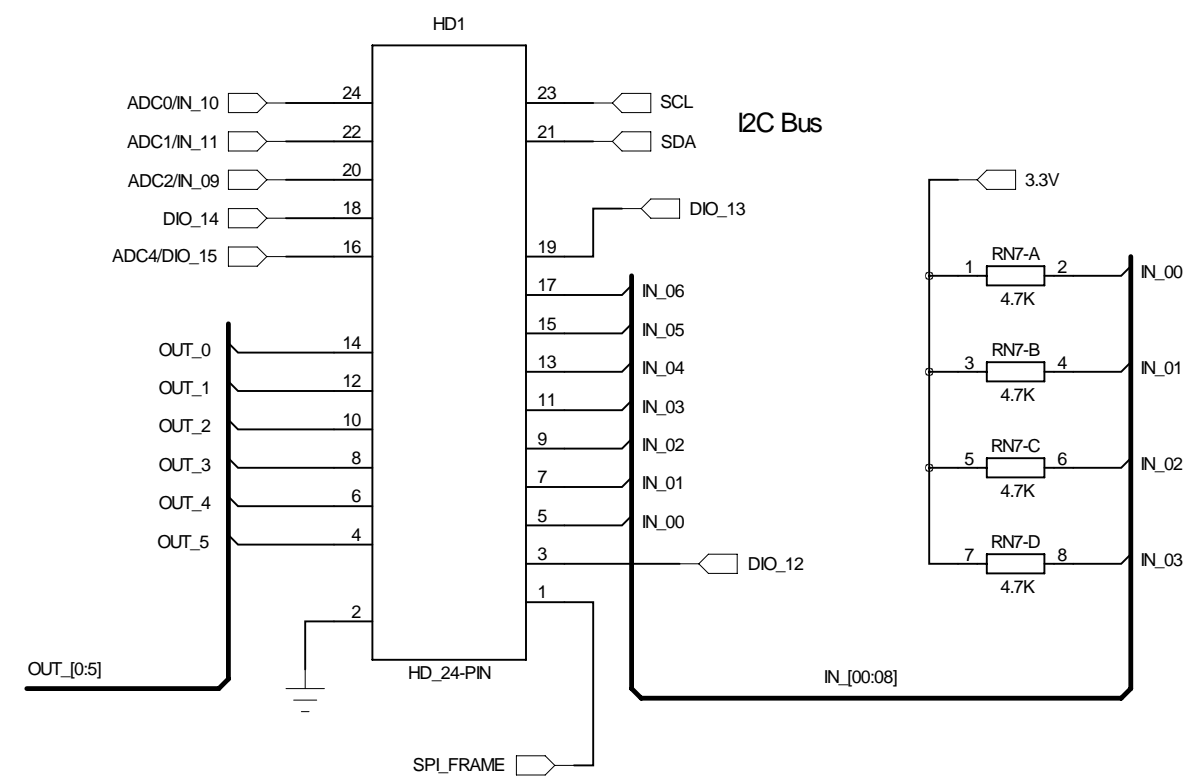 HD1
ADC0/IN_10 24 23 SCL
I2C Bus
ADC1/IN_11 22 21 SDA
ADC2/IN_09 20
3.3V
DIO_14 18 DIO_13
ADC4/DIO_15 16 19
RN7-A
1 2 IN_00
4.7K
17 IN_06
15 IN_05
OUT_0 14
RN7-B
13 IN_04
3 4 IN_01
4.7K
OUT_1 12
11 IN_03
OUT_2 10
9 IN_02
RN7-C
OUT_3 8
5 6 IN_02
4.7K
7 IN_01
OUT_4 6
5 IN_00
OUT_5 4
RN7-D
3 DIO_12
7 8 IN_03
4.7K
1
2
OUT_[0:5]
HD_24-PIN
IN_[00:08]
SPI_FRAME